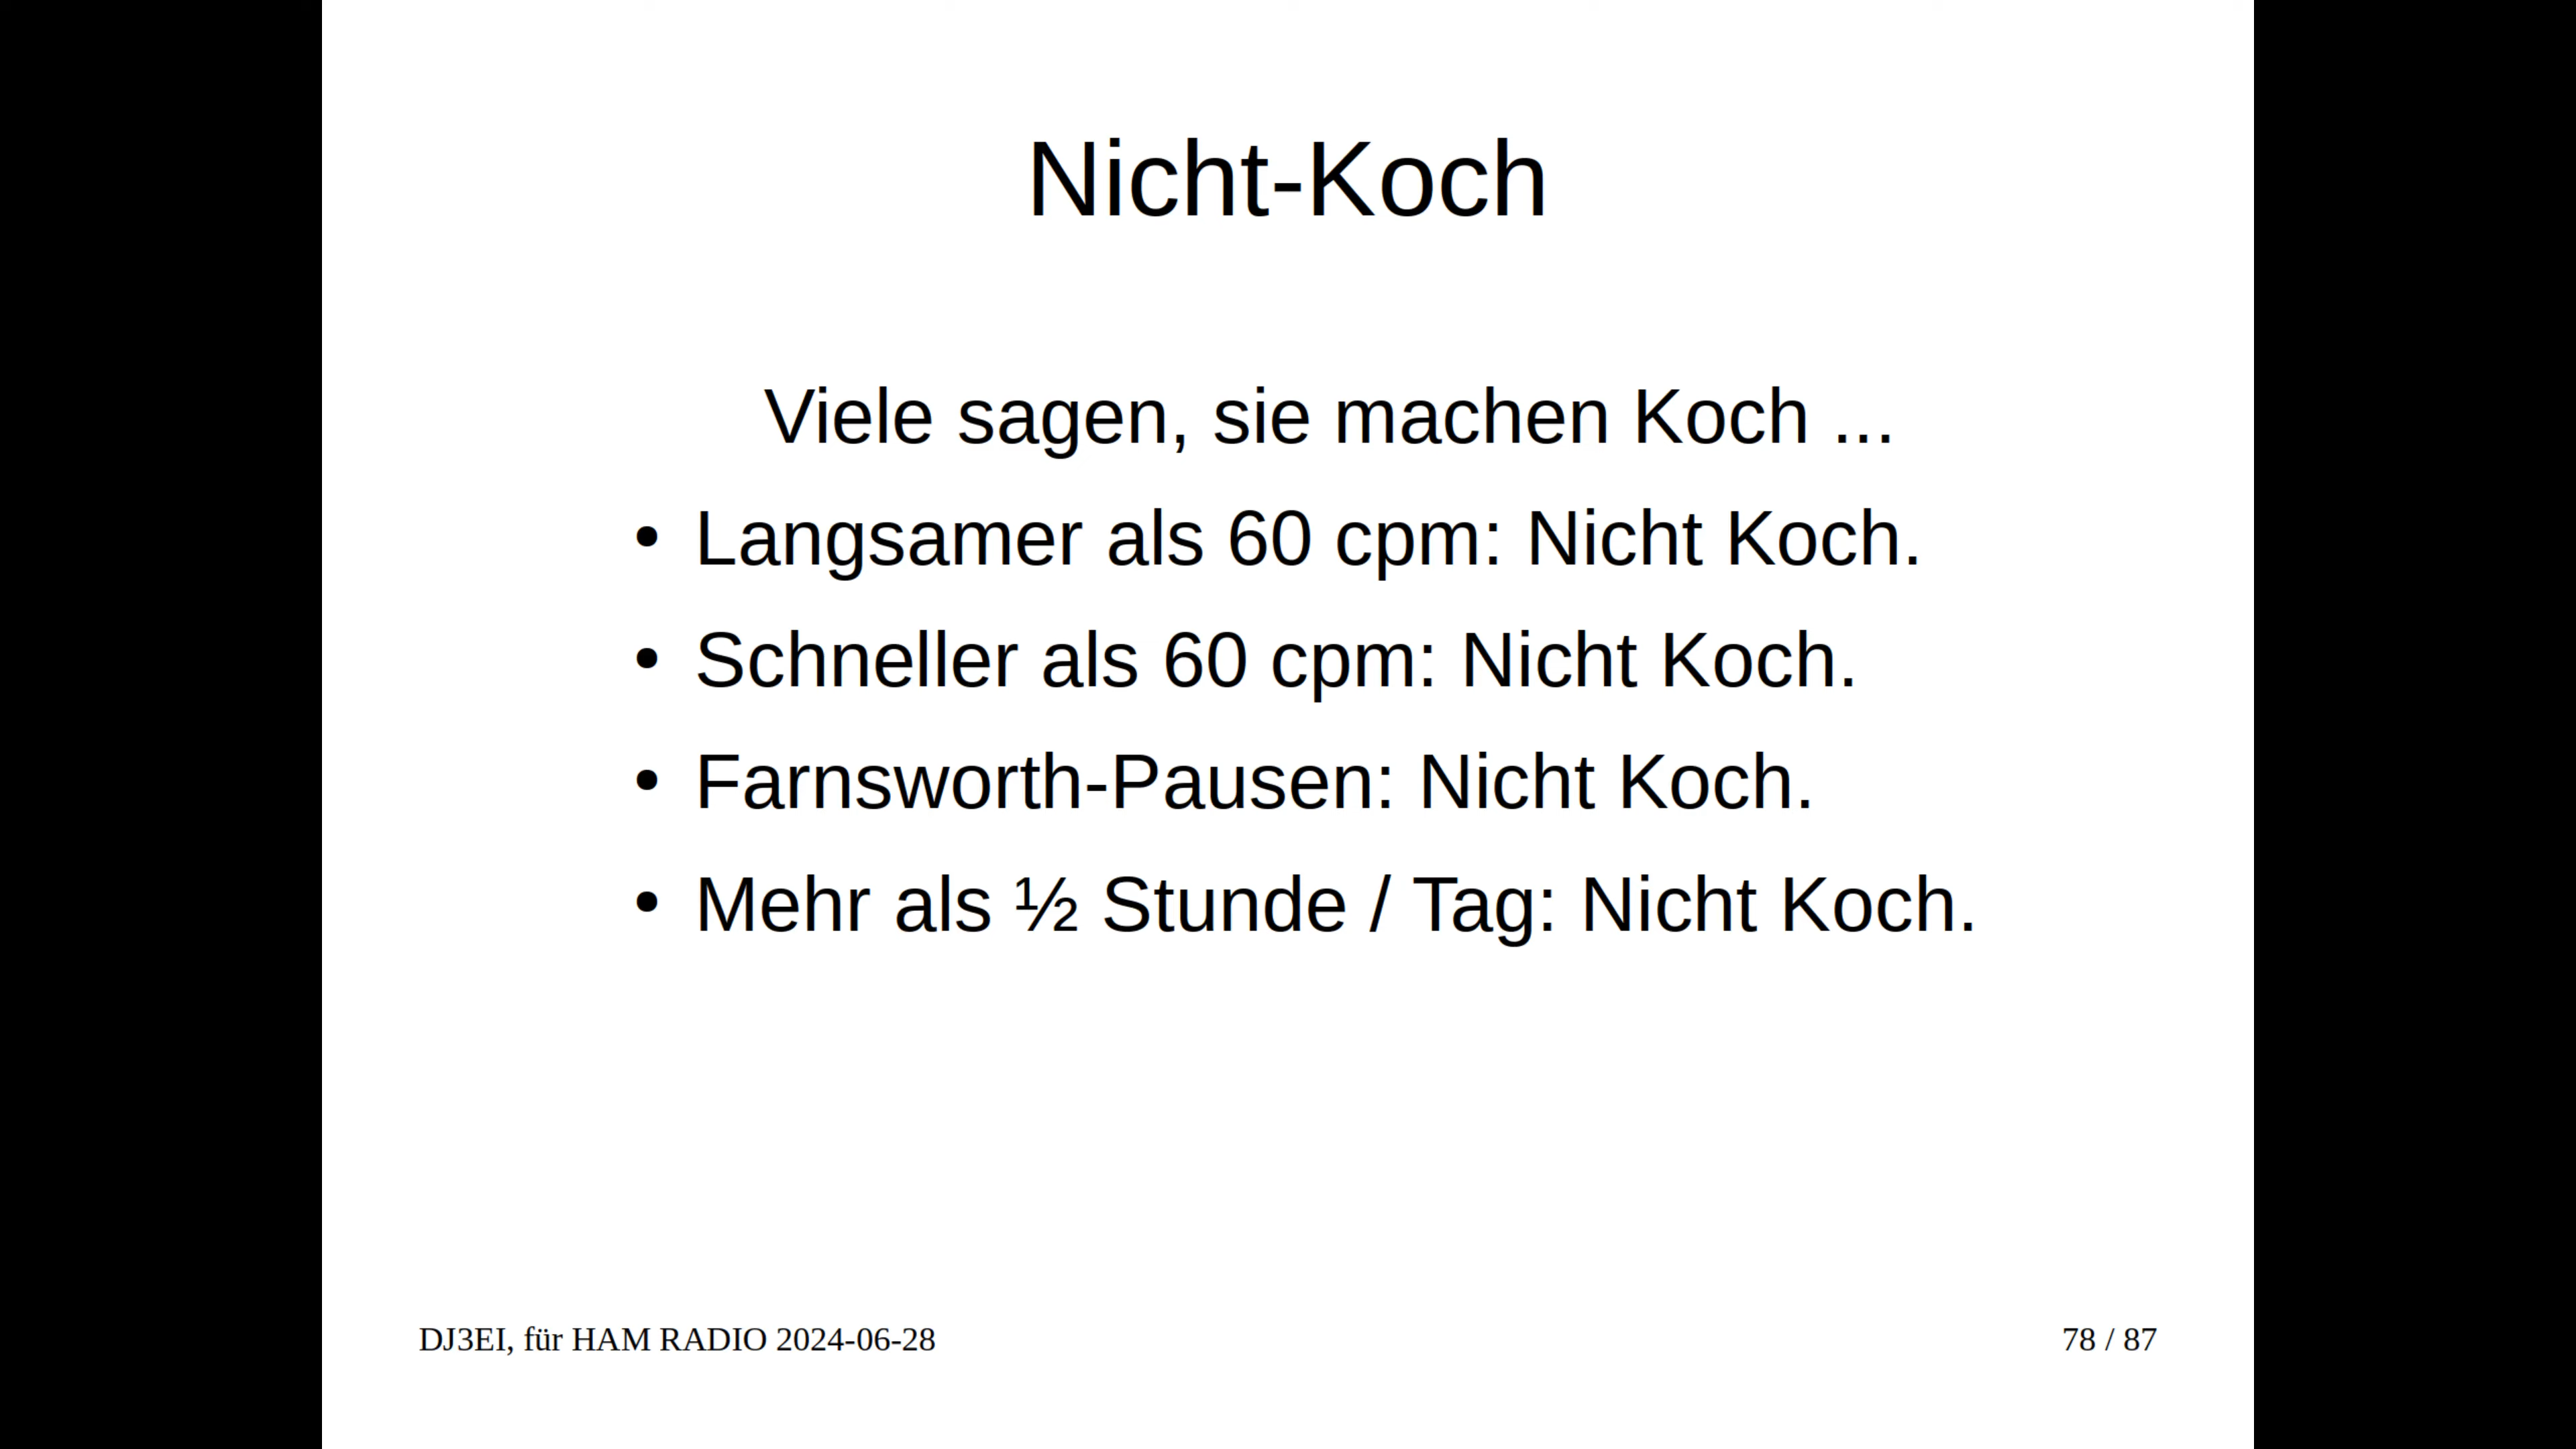 Nicht-Koch
Viele sagen, sie machen Koch ...
• Langsamer als 60 cpm: Nicht Koch.
• Schneller als 60 cpm: Nicht Koch.
• Farnsworth-Pausen: Nicht Koch.
• Mehr als ½ Stunde / Tag: Nicht Koch.
DJ3EI, für HAM RADIO 2024-06-28
78 / 87